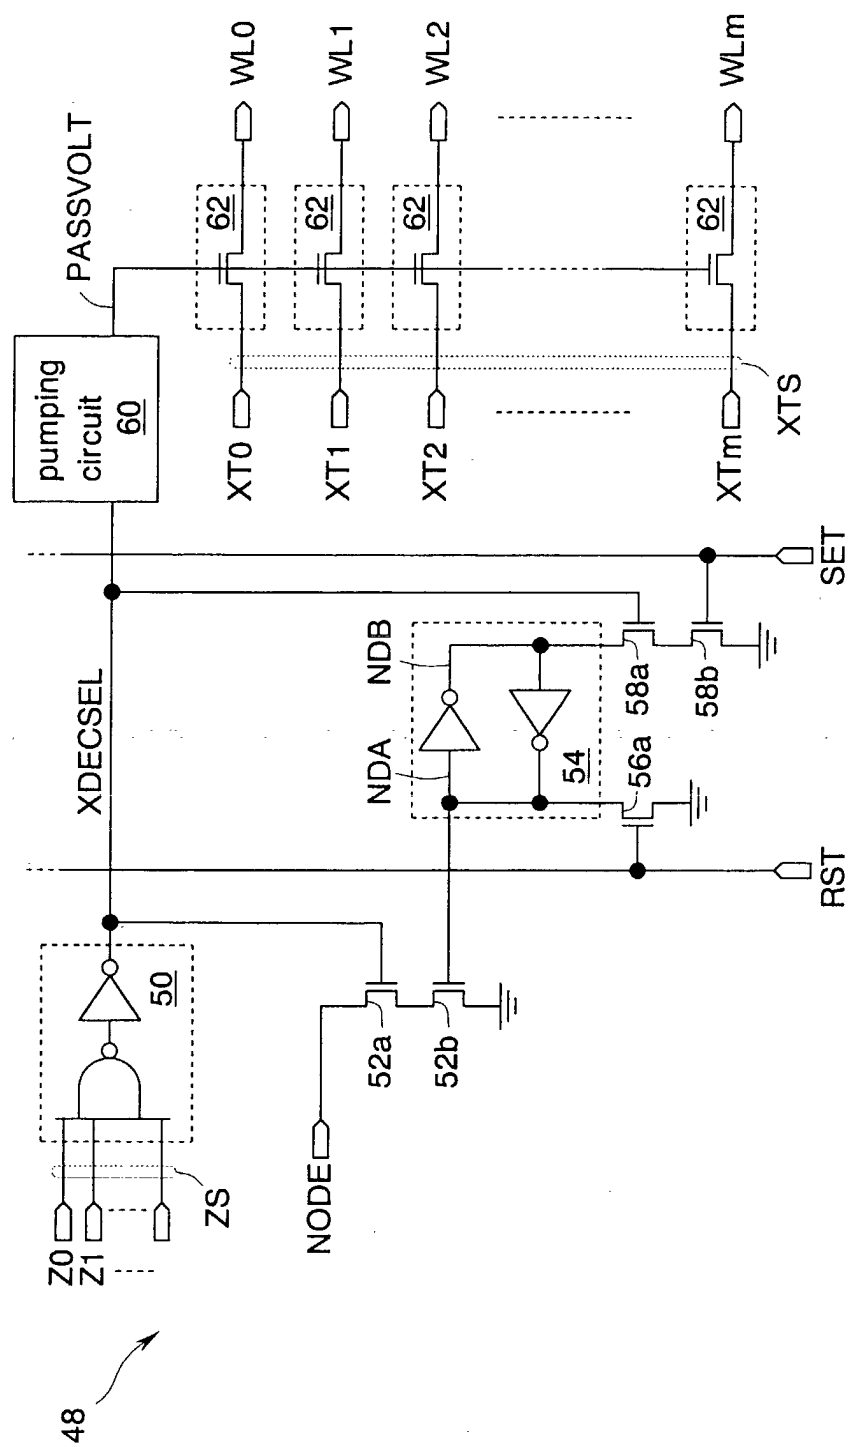 48
Z0
Z1
ZS
50
XDECSEL
NODE
52a
52b
RST
NDA
NDB
54
56a
58a
58b
SET
pumping
circuit
60
PASSVOLT
XT0
62
WL0
XT1
62
WL1
XT2
62
WL2
XTm
62
WLm
XTS